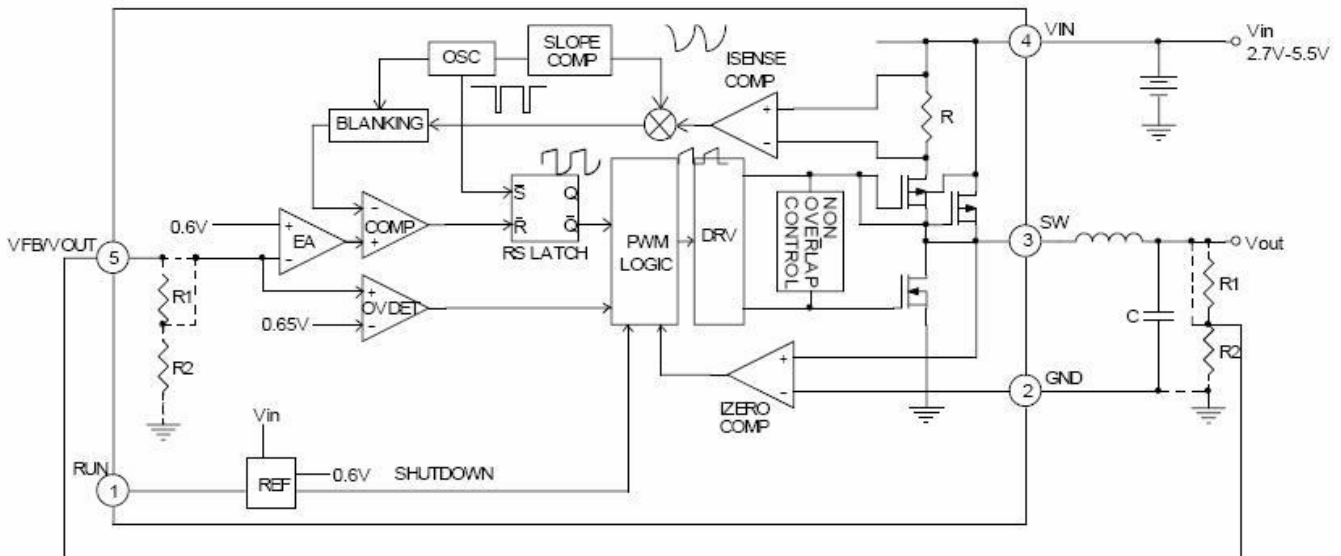 OSC
SLOPE
COMP
ISENSE
COMP
4
VIN
Vin
2.7V-5.5V
BLANKING
+
-
R
0.6V
+
-
EA
-
+
COMP
S
R
Q
Q
RS LATCH
PWM
LOGIC
DRV
NON
OVERLAP
CONTROL
3
SW
Vout
VFB/VOUT
5
R1
R2
+
-
OVDET
0.65V
C
R1
R2
+
-
IZERO
COMP
2
GND
Vin
RUN
1
REF
0.6V
SHUTDOWN